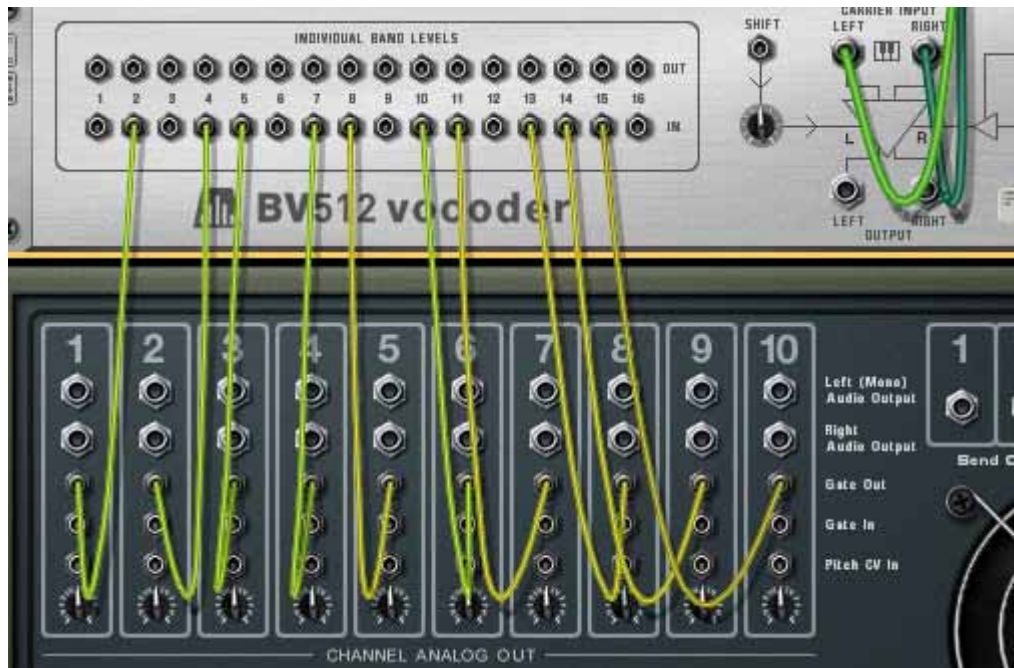 CARRIER INPUT
SHIFT
LEFT RIGHT
INDIVIDUAL BAND LEVELS
OUT
1 2 3 4 5 6 7 8 9 10 11 12 13 14 15 16
IN
L R
BV512 vocoder
LEFT RIGHT
OUTPUT
1 2 3 4 5 6 7 8 9 10 1
Left (Mono)
Audio Output
Right
Audio Output
Send
Gate Out
Gate In
Pitch CV In
CHANNEL ANALOG OUT